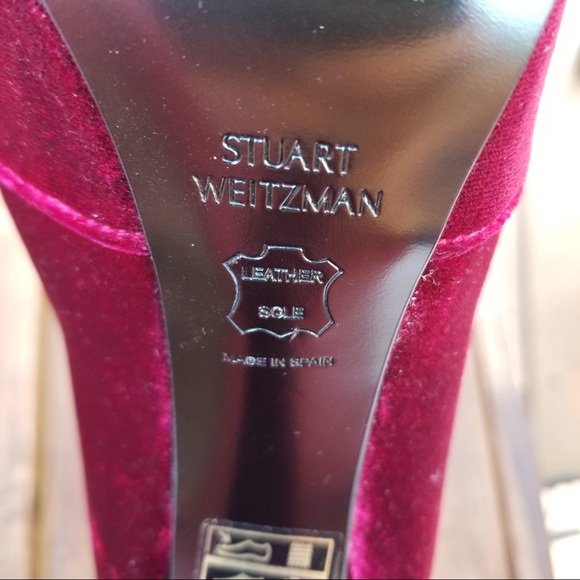 STUART
WEITZMAN
LEATHER
SOLE
MADE IN SPAIN